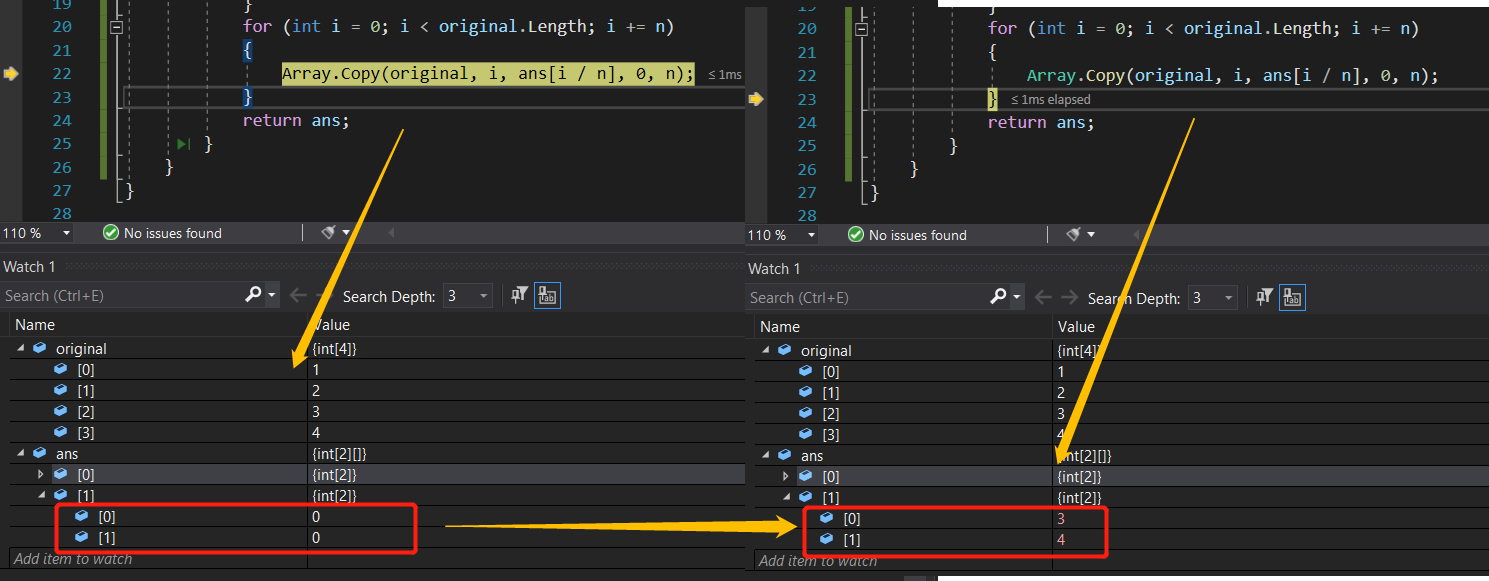 19 }
20 for (int i = 0; i < original.Length; i += n)
21 {
22 Array.Copy(original, i, ans[i / n], 0, n); ≤ 1ms
23 }
24 return ans;
25 }
26 }
27 }
28
110 % No issues found
Watch 1
Search (Ctrl+E) Search Depth: 3
Name Value
original {int[4]}
[0] 1
[1] 2
[2] 3
[3] 4
ans {int[2][]}
[0] {int[2]}
[1] {int[2]}
[0] 0
[1] 0
Add item to watch
19 }
20 for (int i = 0; i < original.Length; i += n)
21 {
22 Array.Copy(original, i, ans[i / n], 0, n);
23 } ≤ 1ms elapsed
24 return ans;
25 }
26 }
27 }
28
110 % No issues found
Watch 1
Search (Ctrl+E) Search Depth: 3
Name Value
original {int[4]}
[0] 1
[1] 2
[2] 3
[3] 4
ans {int[2][]}
[0] {int[2]}
[1] {int[2]}
[0] 3
[1] 4
Add item to watch